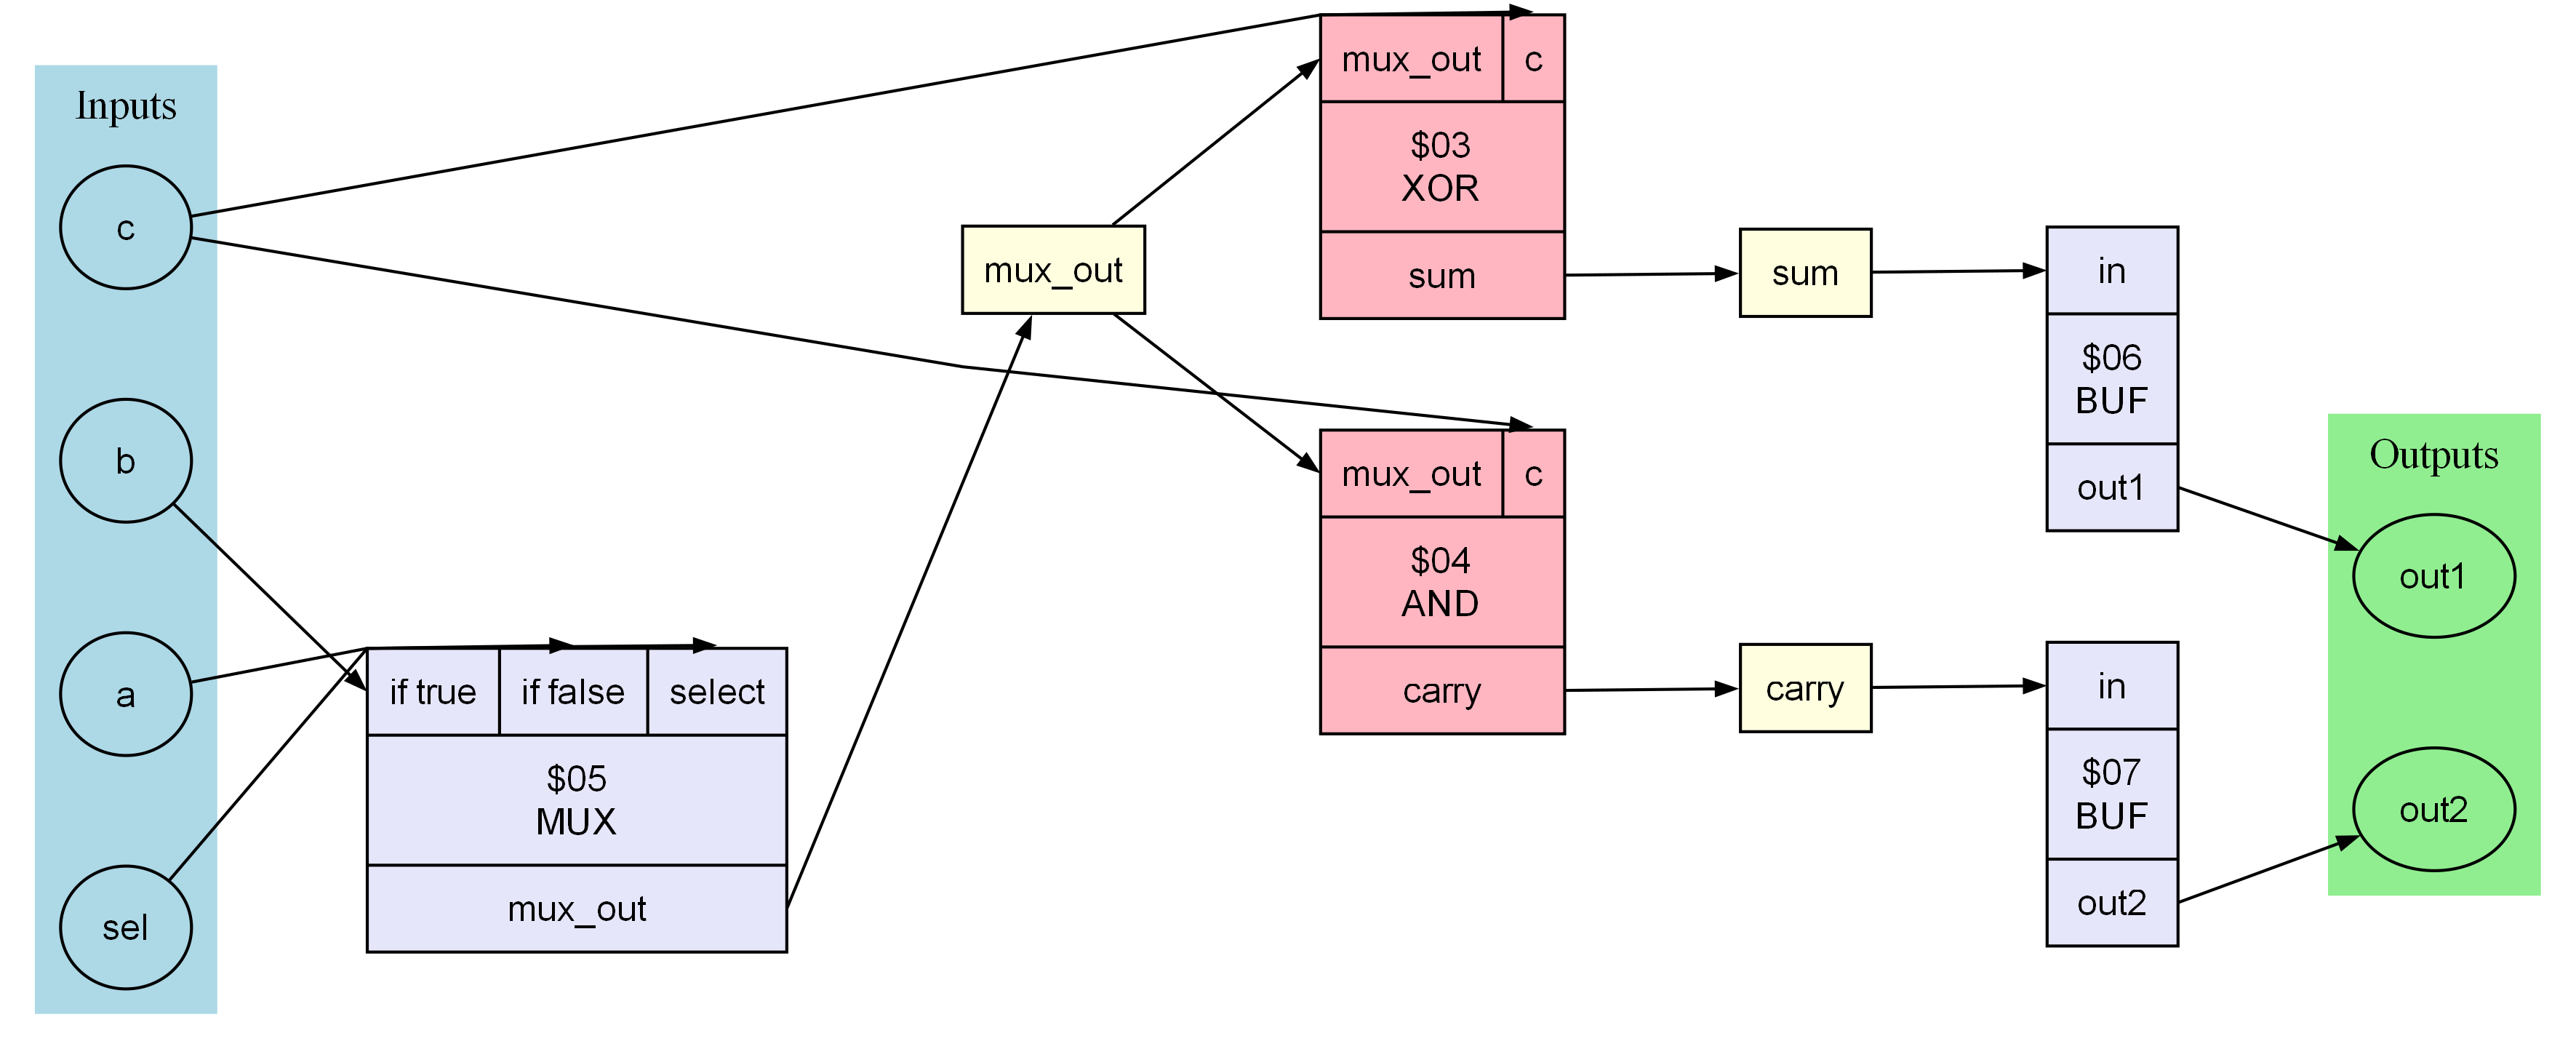 Inputs
c
b
a
sel
if true
if false
select
$05
MUX
mux_out
mux_out
mux_out
c
$03
XOR
sum
mux_out
c
$04
AND
carry
sum
carry
in
$06
BUF
out1
in
$07
BUF
out2
Outputs
out1
out2